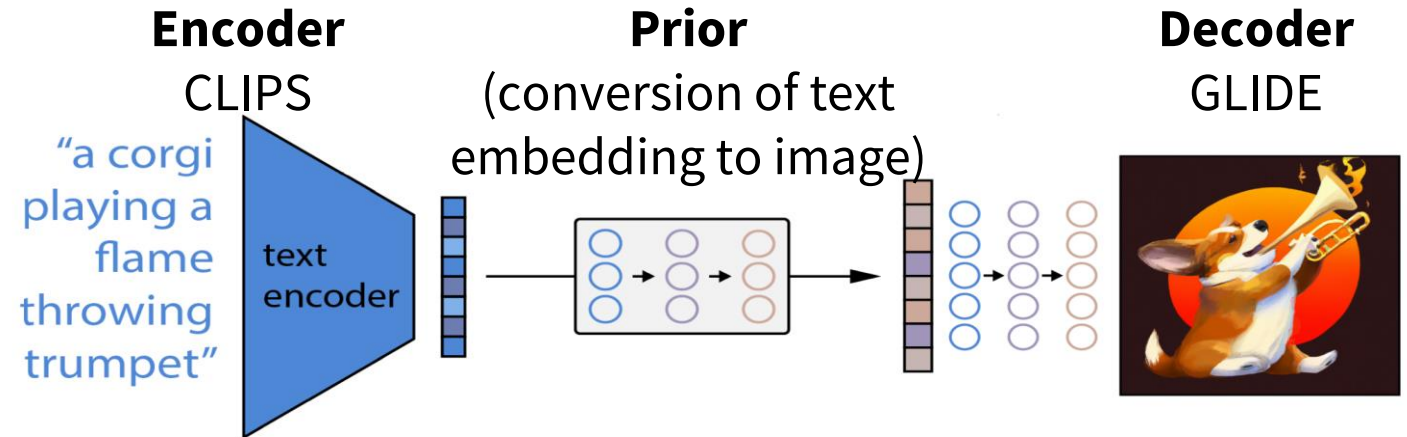 Encoder
CLIPS
Prior
(conversion of text
embedding to image)
Decoder
GLIDE
“a corgi
playing a
flame
throwing
trumpet”
text
encoder